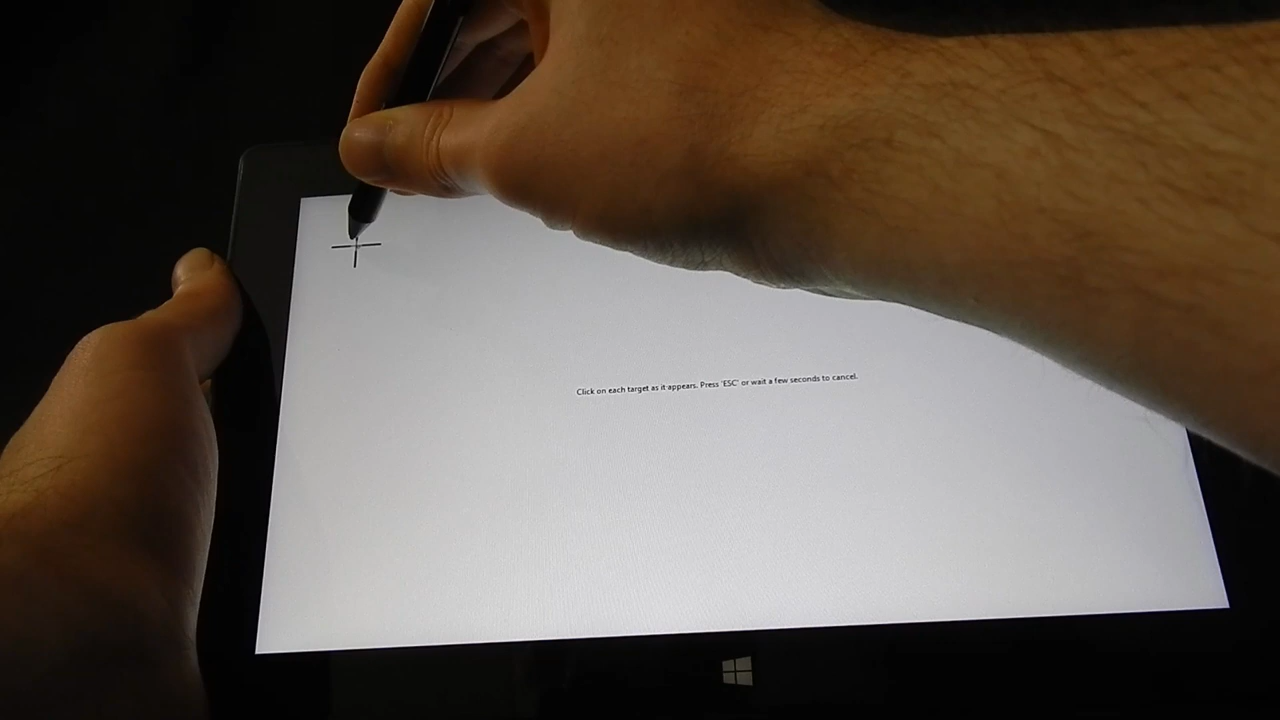 Click on each target as it appears. Press 'ESC' or wait a few seconds to cancel.